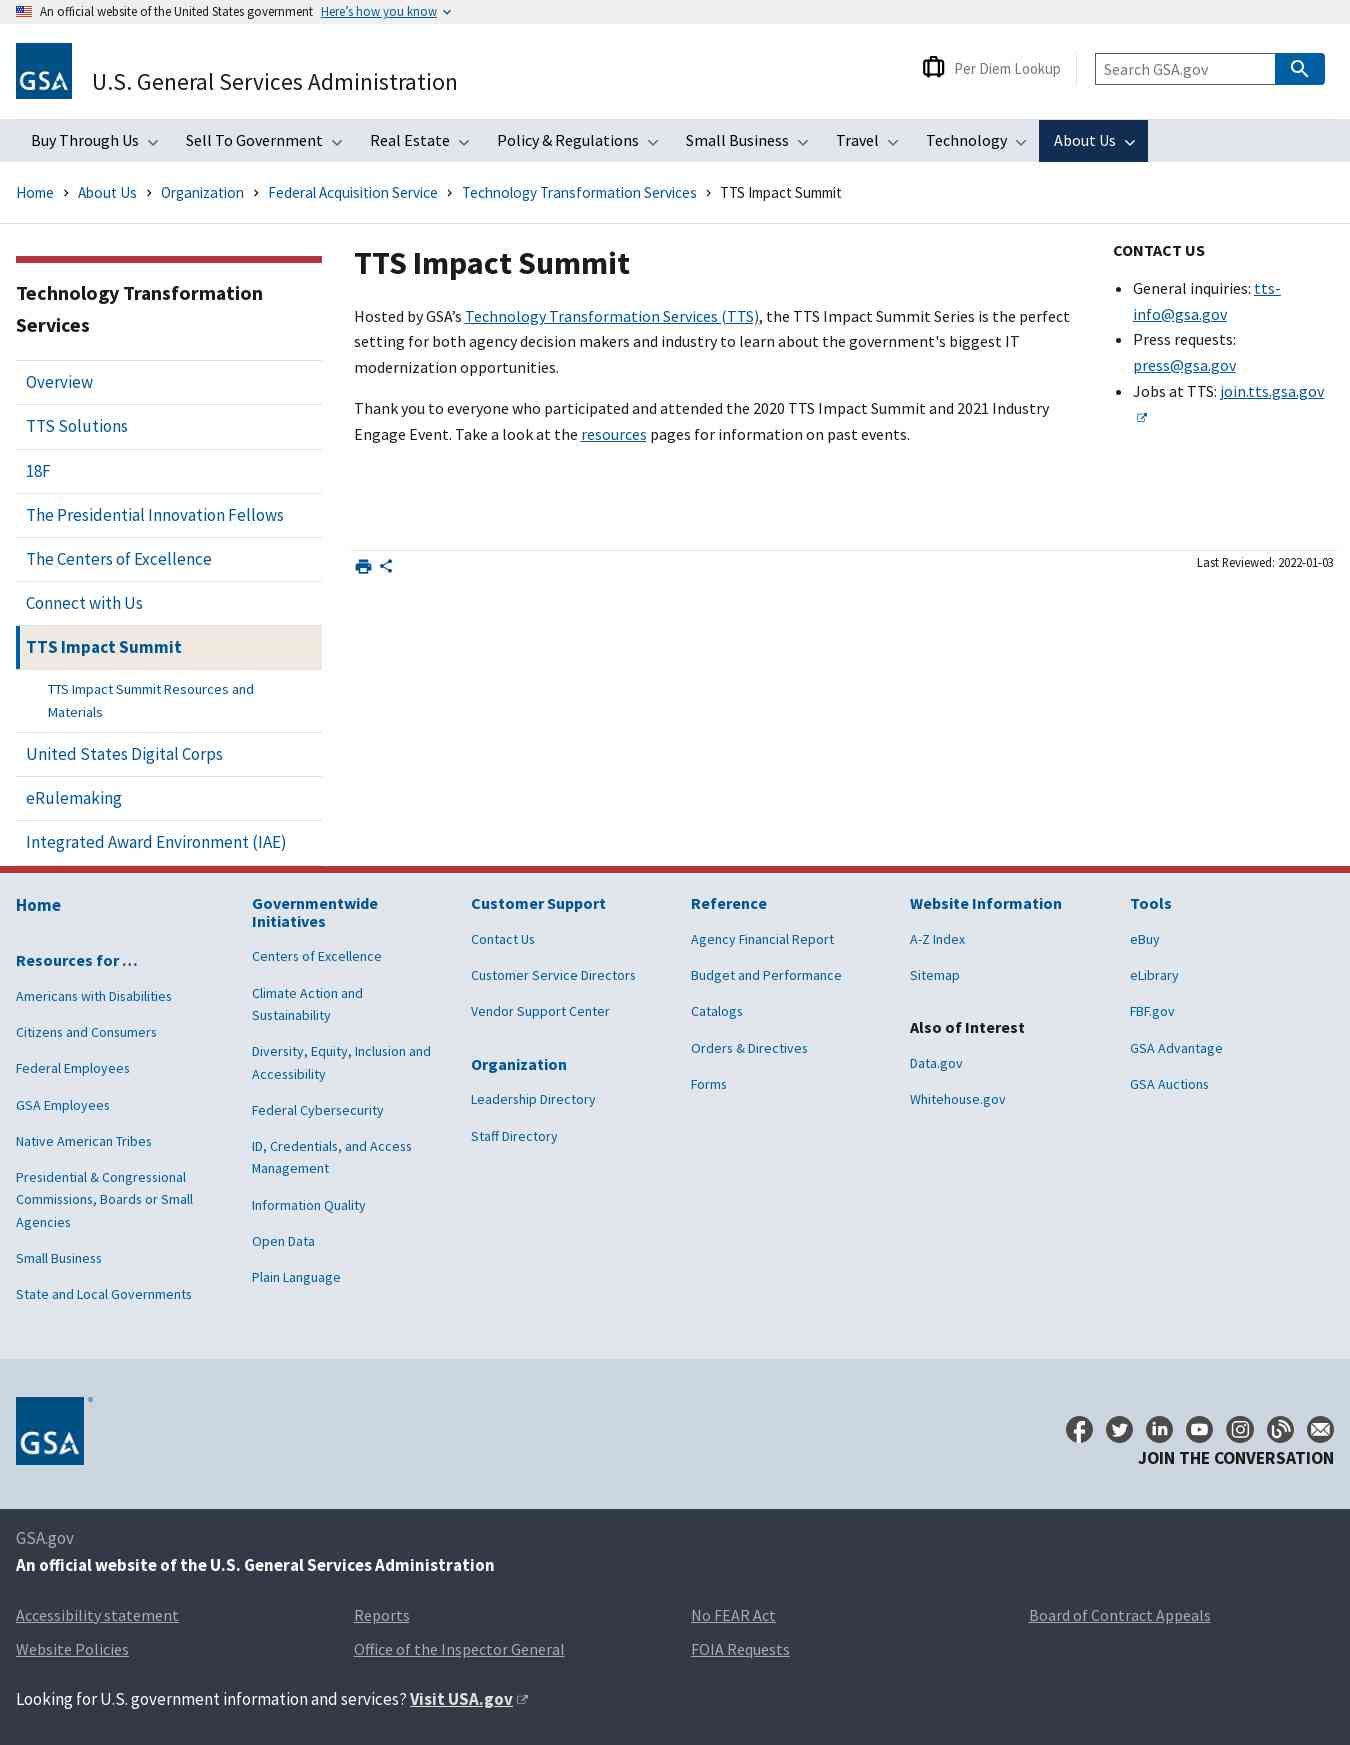 An official website of the United States government Here’s how you know
GSA
U.S. General Services Administration
Per Diem Lookup
Search GSA.gov
Buy Through Us
Sell To Government
Real Estate
Policy & Regulations
Small Business
Travel
Technology
About Us
Home
About Us
Organization
Federal Acquisition Service
Technology Transformation Services
TTS Impact Summit
Technology Transformation
Services
Overview
TTS Solutions
18F
The Presidential Innovation Fellows
The Centers of Excellence
Connect with Us
TTS Impact Summit
TTS Impact Summit Resources and
Materials
United States Digital Corps
eRulemaking
Integrated Award Environment (IAE)
TTS Impact Summit
Hosted by GSA’s Technology Transformation Services (TTS), the TTS Impact Summit Series is the perfect
setting for both agency decision makers and industry to learn about the government's biggest IT
modernization opportunities.
Thank you to everyone who participated and attended the 2020 TTS Impact Summit and 2021 Industry
Engage Event. Take a look at the resources pages for information on past events.
CONTACT US
General inquiries: tts-
info@gsa.gov
Press requests:
press@gsa.gov
Jobs at TTS: join.tts.gsa.gov
Last Reviewed: 2022-01-03
Home
Resources for …
Americans with Disabilities
Citizens and Consumers
Federal Employees
GSA Employees
Native American Tribes
Presidential & Congressional
Commissions, Boards or Small
Agencies
Small Business
State and Local Governments
Governmentwide
Initiatives
Centers of Excellence
Climate Action and
Sustainability
Diversity, Equity, Inclusion and
Accessibility
Federal Cybersecurity
ID, Credentials, and Access
Management
Information Quality
Open Data
Plain Language
Customer Support
Contact Us
Customer Service Directors
Vendor Support Center
Organization
Leadership Directory
Staff Directory
Reference
Agency Financial Report
Budget and Performance
Catalogs
Orders & Directives
Forms
Website Information
A-Z Index
Sitemap
Also of Interest
Data.gov
Whitehouse.gov
Tools
eBuy
eLibrary
FBF.gov
GSA Advantage
GSA Auctions
GSA
JOIN THE CONVERSATION
GSA.gov
An official website of the U.S. General Services Administration
Accessibility statement
Reports
No FEAR Act
Board of Contract Appeals
Website Policies
Office of the Inspector General
FOIA Requests
Looking for U.S. government information and services? Visit USA.gov